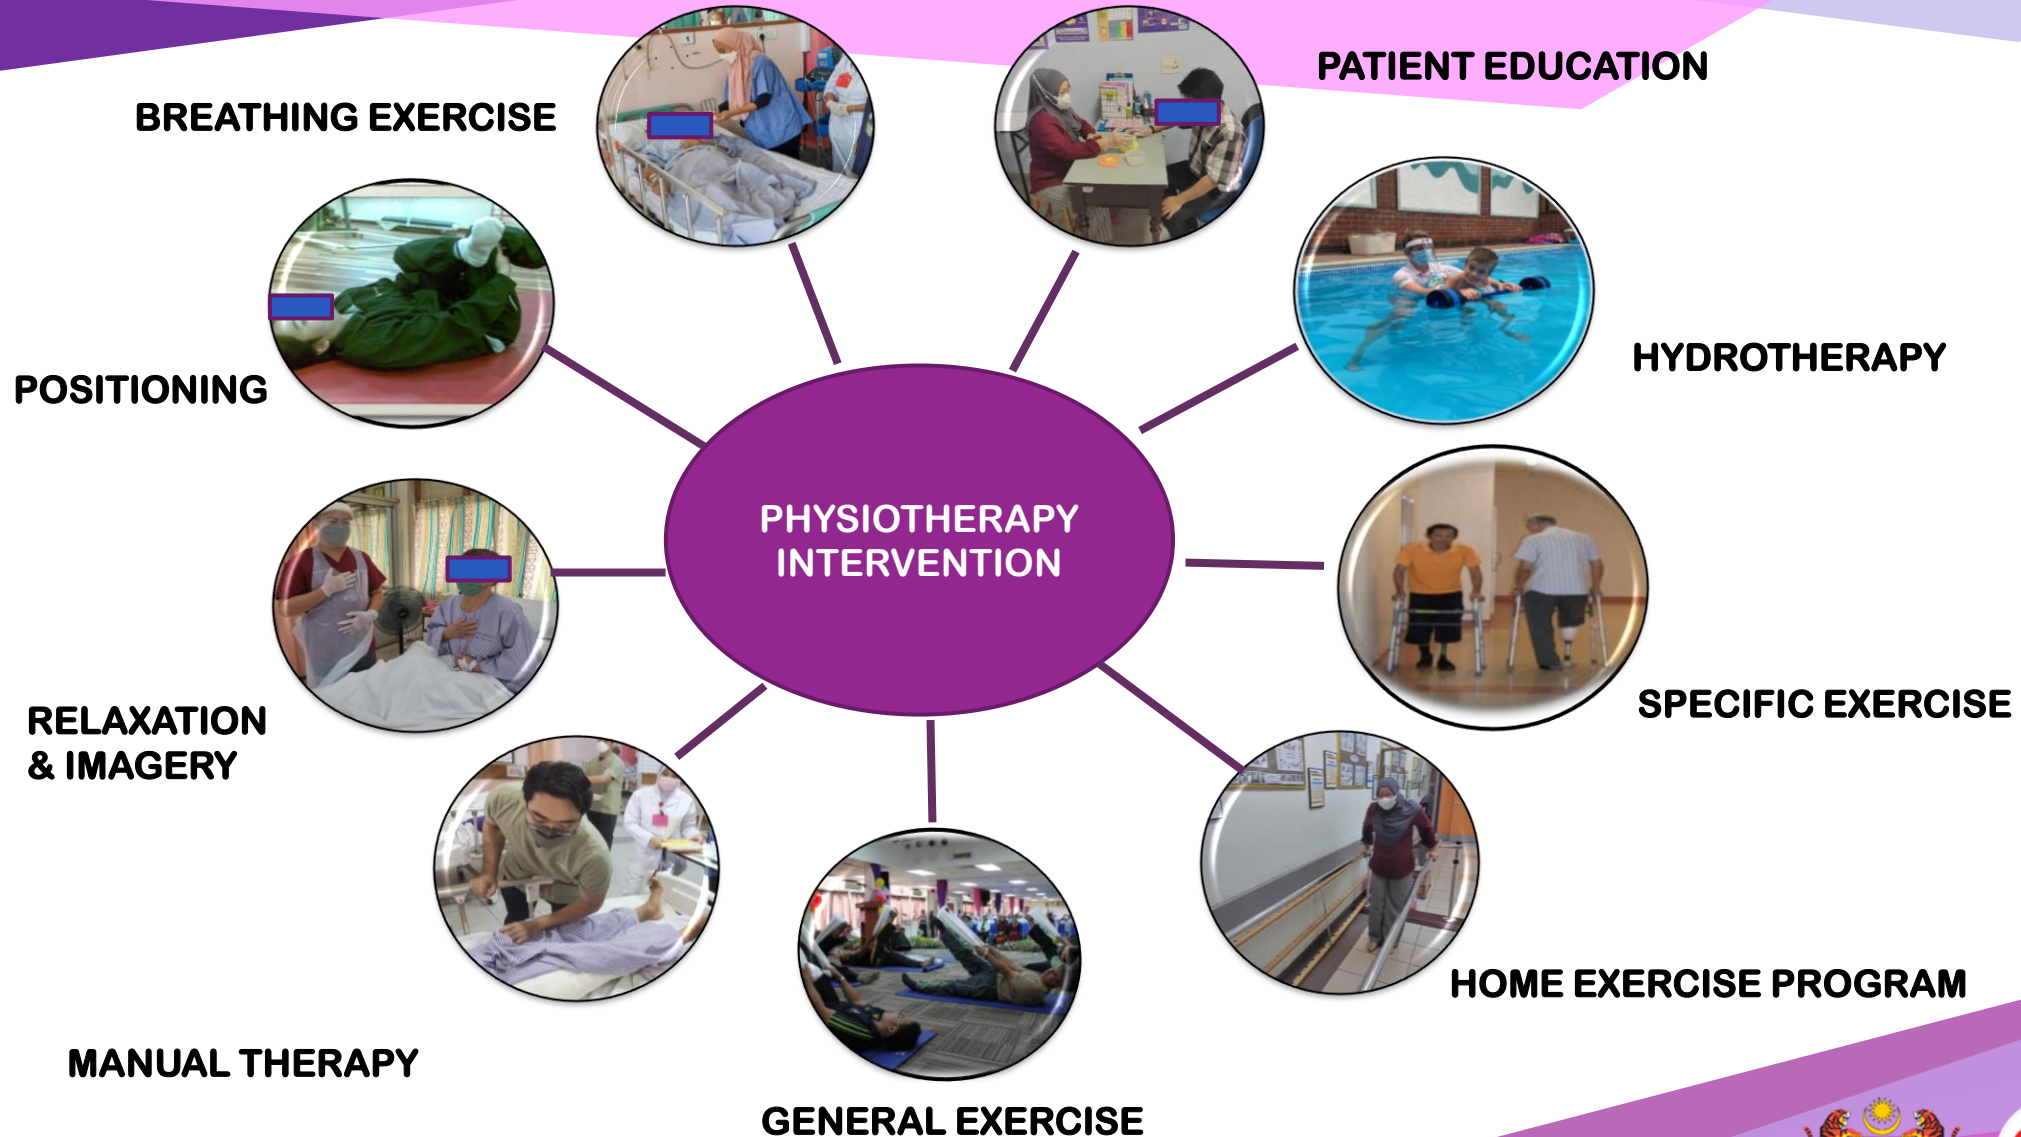 PATIENT EDUCATION
BREATHING EXERCISE
HYDROTHERAPY
POSITIONING
PHYSIOTHERAPY
INTERVENTION
SPECIFIC EXERCISE
RELAXATION
& IMAGERY
HOME EXERCISE PROGRAM
MANUAL THERAPY
GENERAL EXERCISE